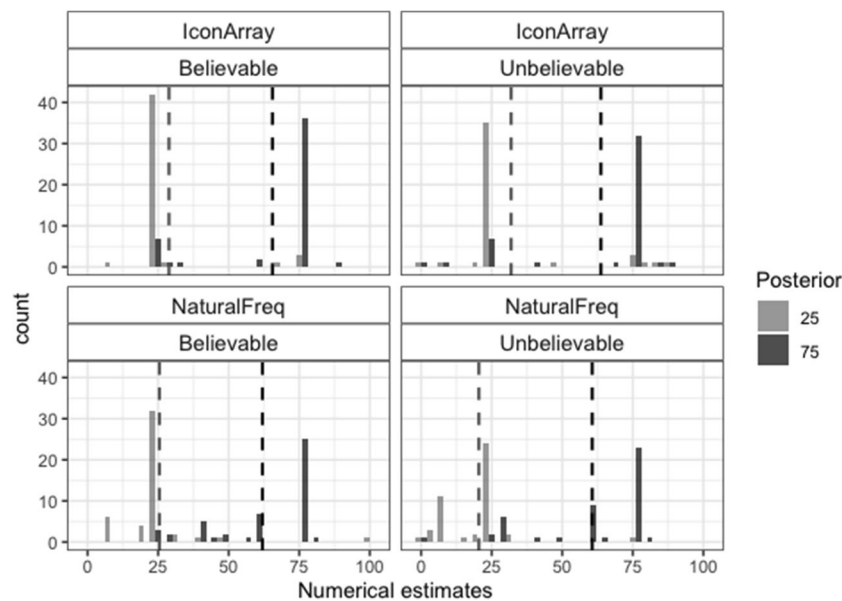 IconArray IconArray
Believable Unbelievable
40
30
20
10
0
NaturalFreq NaturalFreq
Believable Unbelievable
40
30
20
10
0
0 25 50 75 100 0 25 50 75 100
Numerical estimates
count
Posterior
25
75